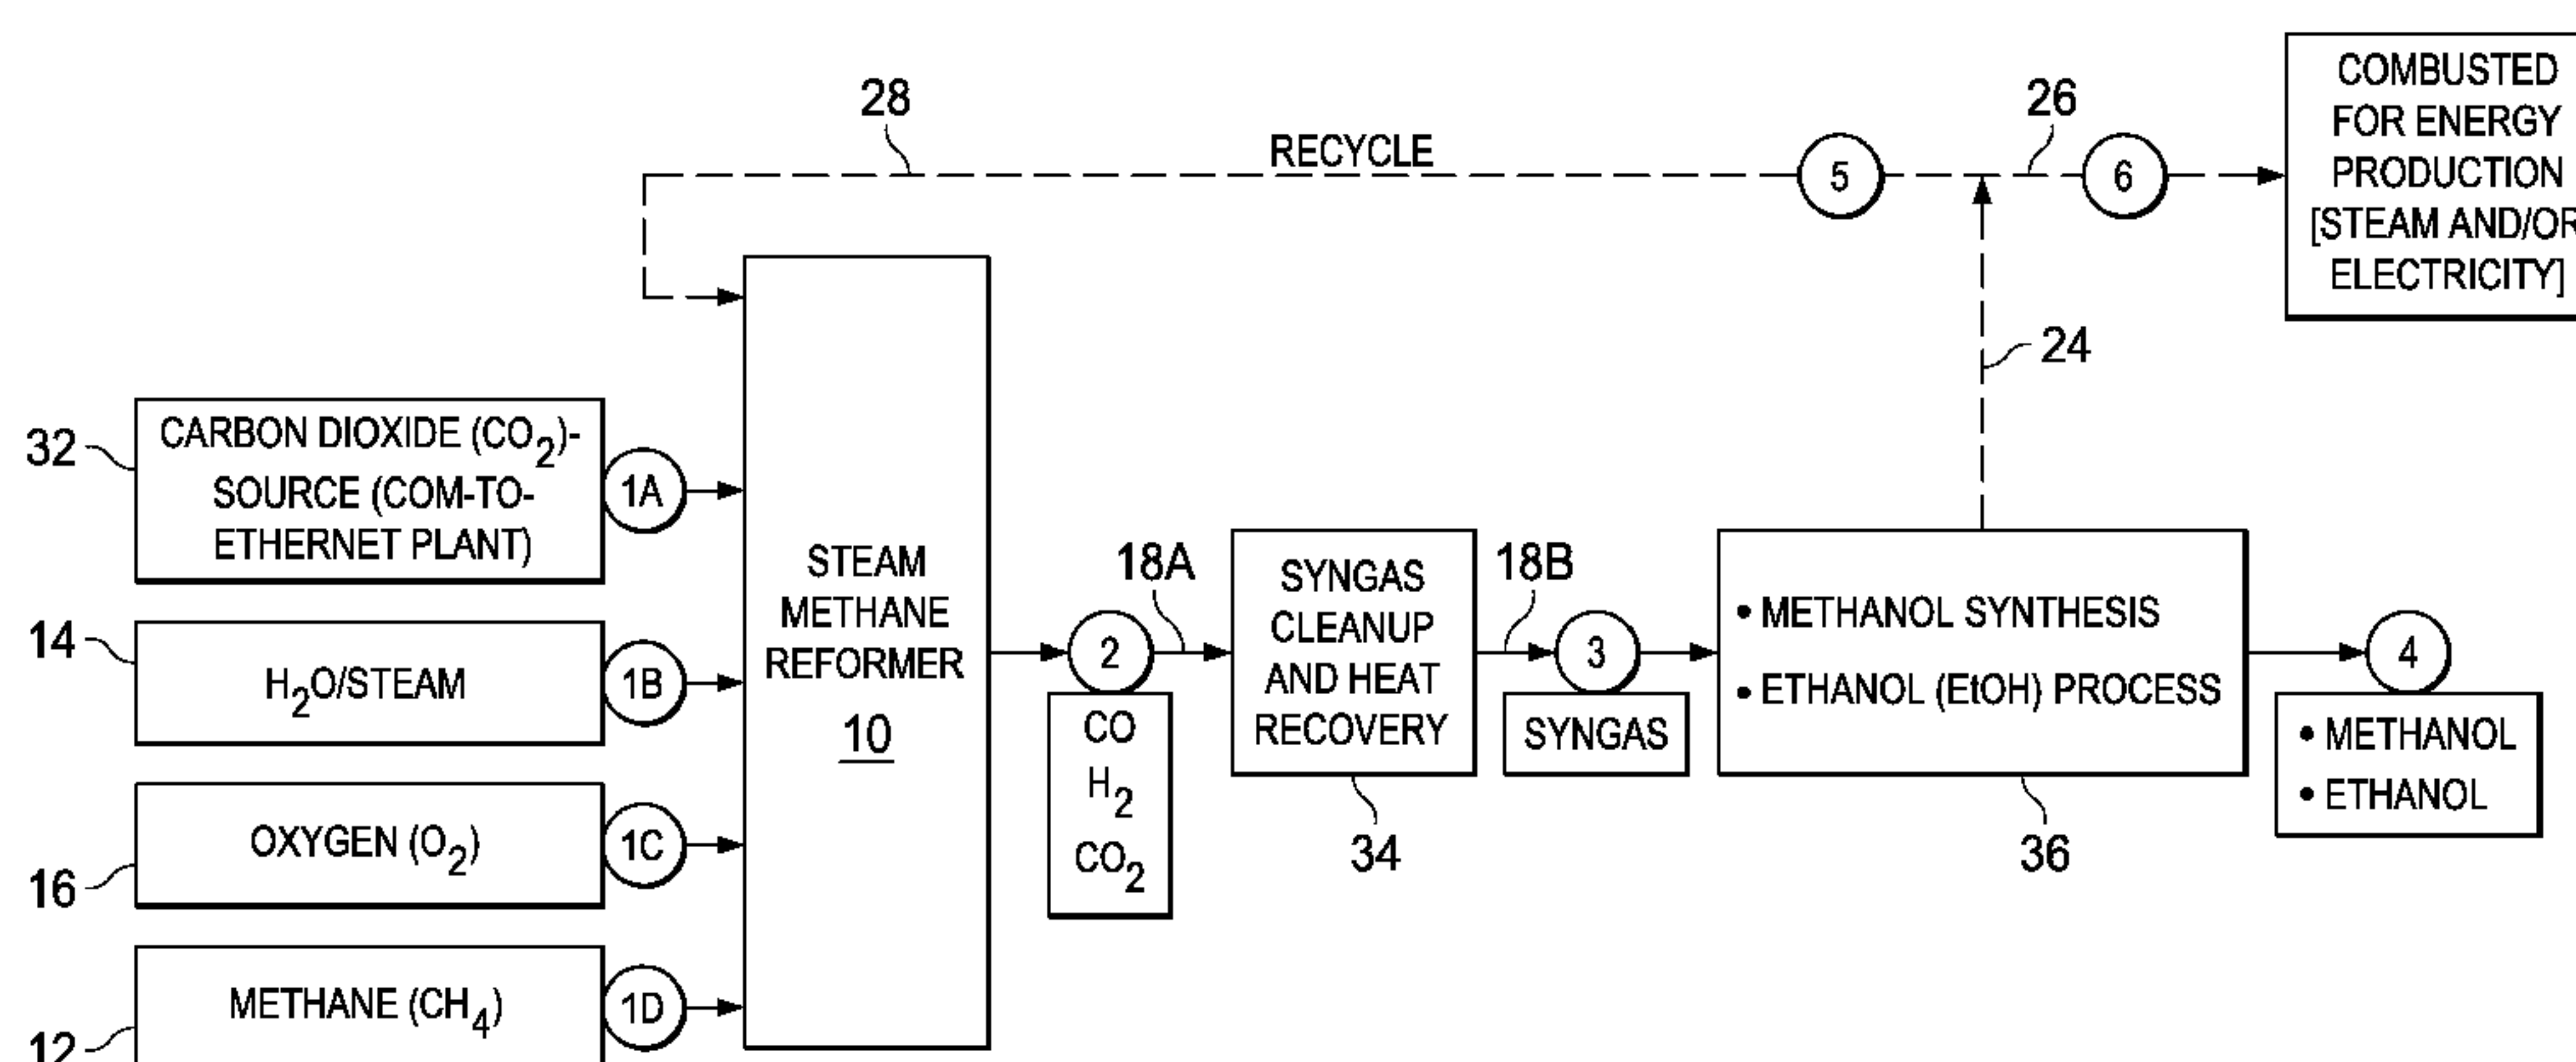 28
RECYCLE
5
26
6
COMBUSTED
FOR ENERGY
PRODUCTION
[STEAM AND/OR
ELECTRICITY]
24
32
CARBON DIOXIDE (CO2)-
SOURCE (COM-TO-
ETHERNET PLANT)
1A
14
H2O/STEAM
1B
16
OXYGEN (O2)
1C
12
METHANE (CH4)
1D
STEAM
METHANE
REFORMER
10
2
CO
H2
CO2
18A
SYNGAS
CLEANUP
AND HEAT
RECOVERY
34
18B
3
SYNGAS
• METHANOL SYNTHESIS
• ETHANOL (EtOH) PROCESS
36
4
• METHANOL
• ETHANOL